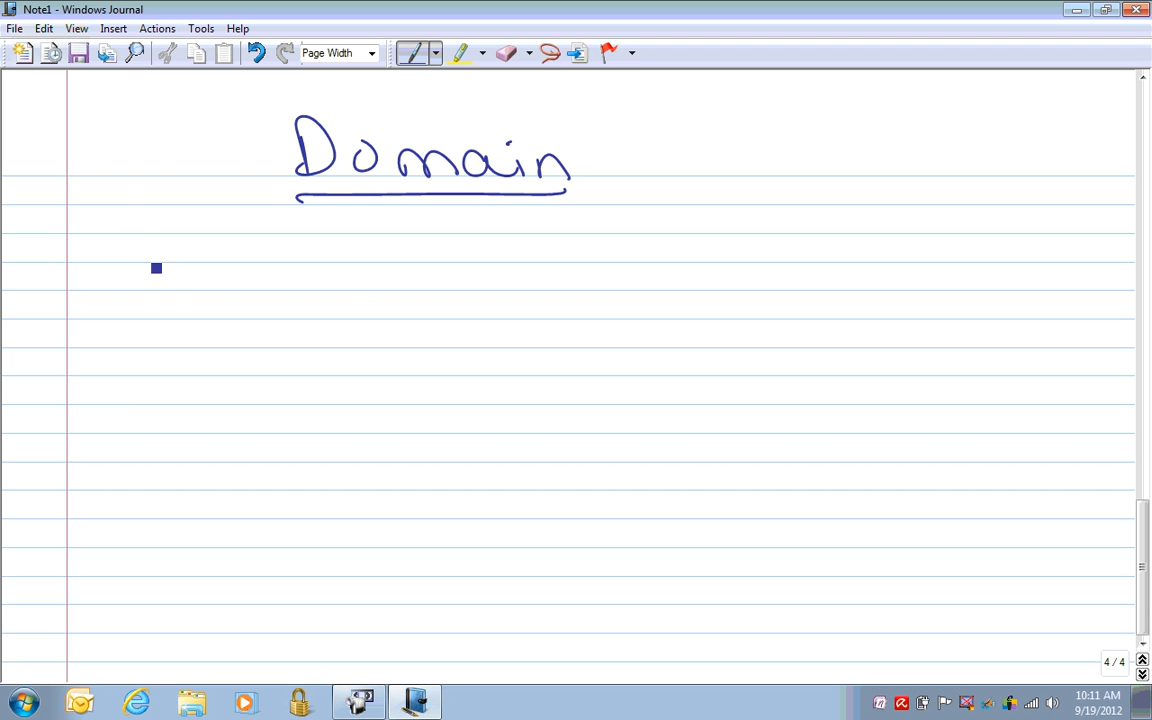 Note1 - Windows Journal
File Edit View Insert Actions Tools Help
Page Width
Domain
4 / 4
10:11 AM
9/19/2012